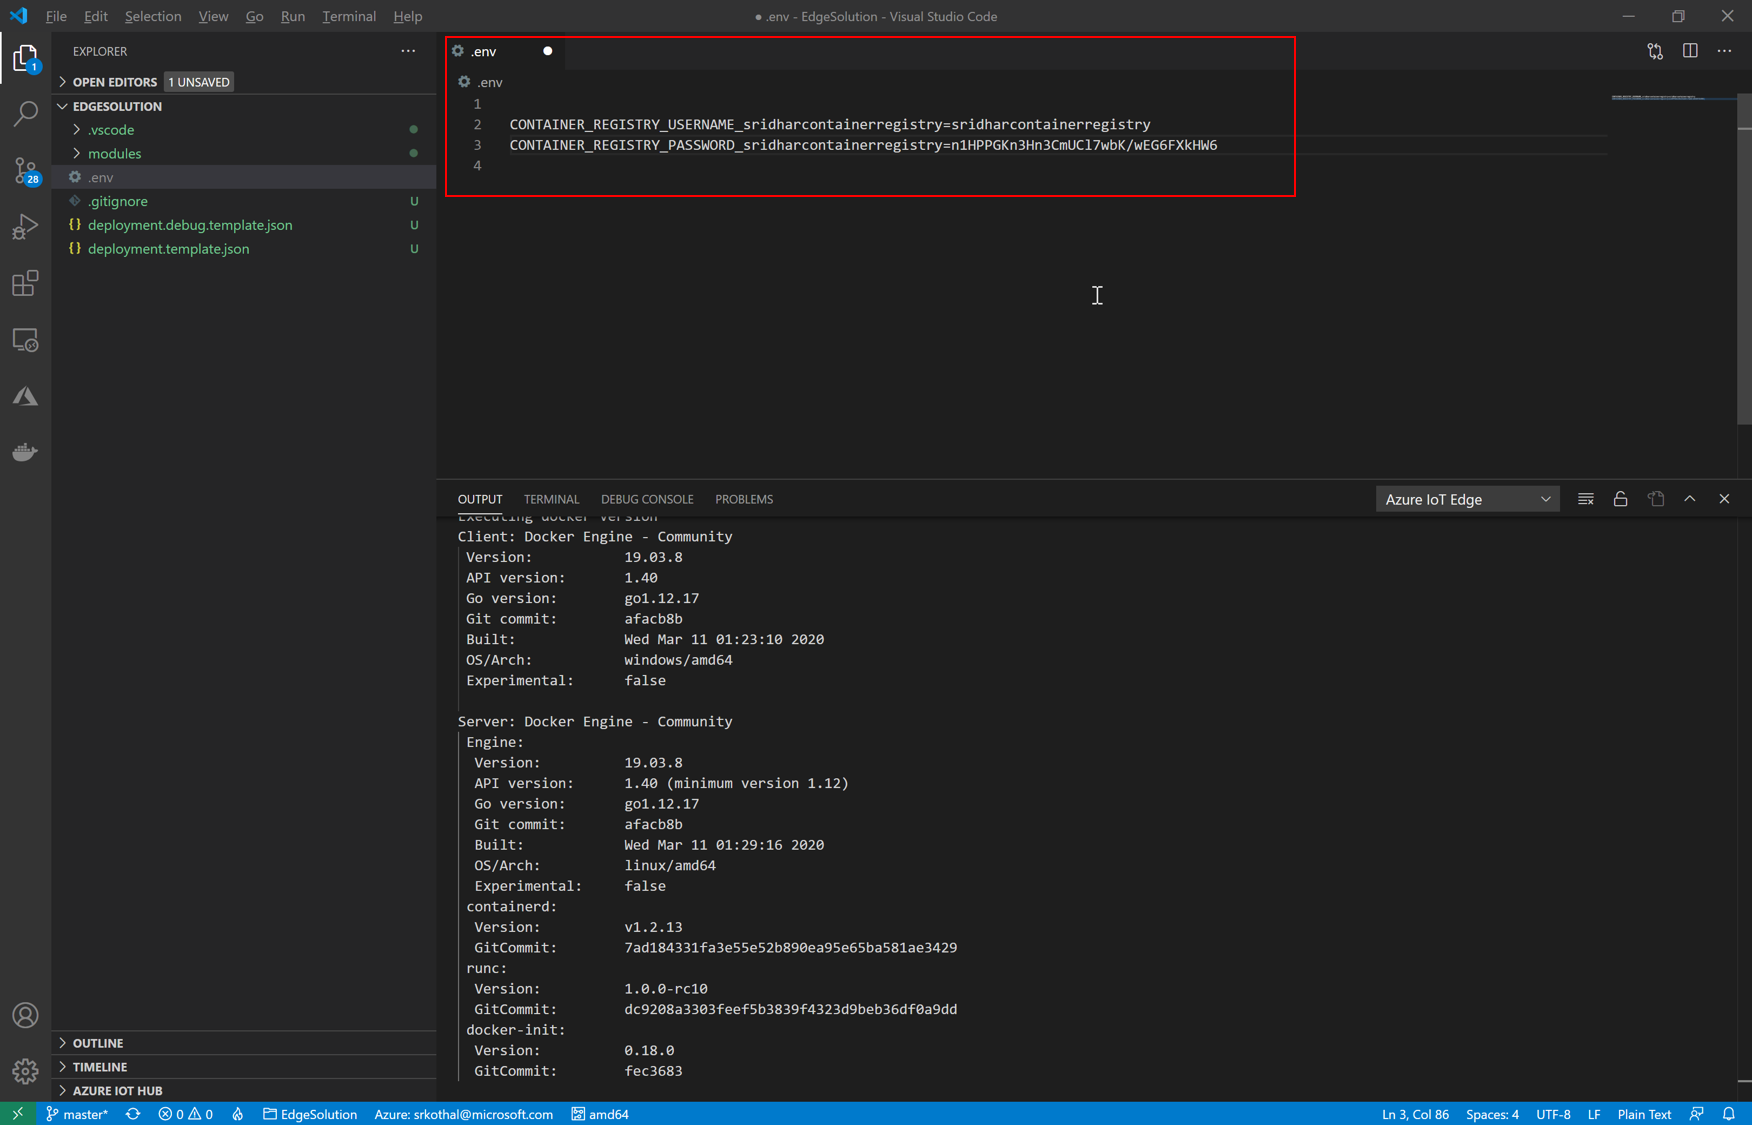 File Edit Selection View Go Run Terminal Help
● .env - EdgeSolution - Visual Studio Code
EXPLORER
OPEN EDITORS 1 UNSAVED
EDGESOLUTION
.vscode
modules
.env
.gitignore U
deployment.debug.template.json U
deployment.template.json U
OUTLINE
TIMELINE
AZURE IOT HUB
1
28
.env
.env
1
2 CONTAINER_REGISTRY_USERNAME_sridharcontainerregistry=sridharcontainerregistry
3 CONTAINER_REGISTRY_PASSWORD_sridharcontainerregistry=n1HPPGKn3Hn3CmUCl7wbK/wEG6FXkHW6
4
OUTPUT TERMINAL DEBUG CONSOLE PROBLEMS
Azure IoT Edge
Executing docker version
Client: Docker Engine - Community
Version: 19.03.8
API version: 1.40
Go version: go1.12.17
Git commit: afacb8b
Built: Wed Mar 11 01:23:10 2020
OS/Arch: windows/amd64
Experimental: false
Server: Docker Engine - Community
Engine:
Version: 19.03.8
API version: 1.40 (minimum version 1.12)
Go version: go1.12.17
Git commit: afacb8b
Built: Wed Mar 11 01:29:16 2020
OS/Arch: linux/amd64
Experimental: false
containerd:
Version: v1.2.13
GitCommit: 7ad184331fa3e55e52b890ea95e65ba581ae3429
runc:
Version: 1.0.0-rc10
GitCommit: dc9208a3303feef5b3839f4323d9beb36df0a9dd
docker-init:
Version: 0.18.0
GitCommit: fec3683
master* 0 0 EdgeSolution Azure: srkothal@microsoft.com amd64
Ln 3, Col 86 Spaces: 4 UTF-8 LF Plain Text